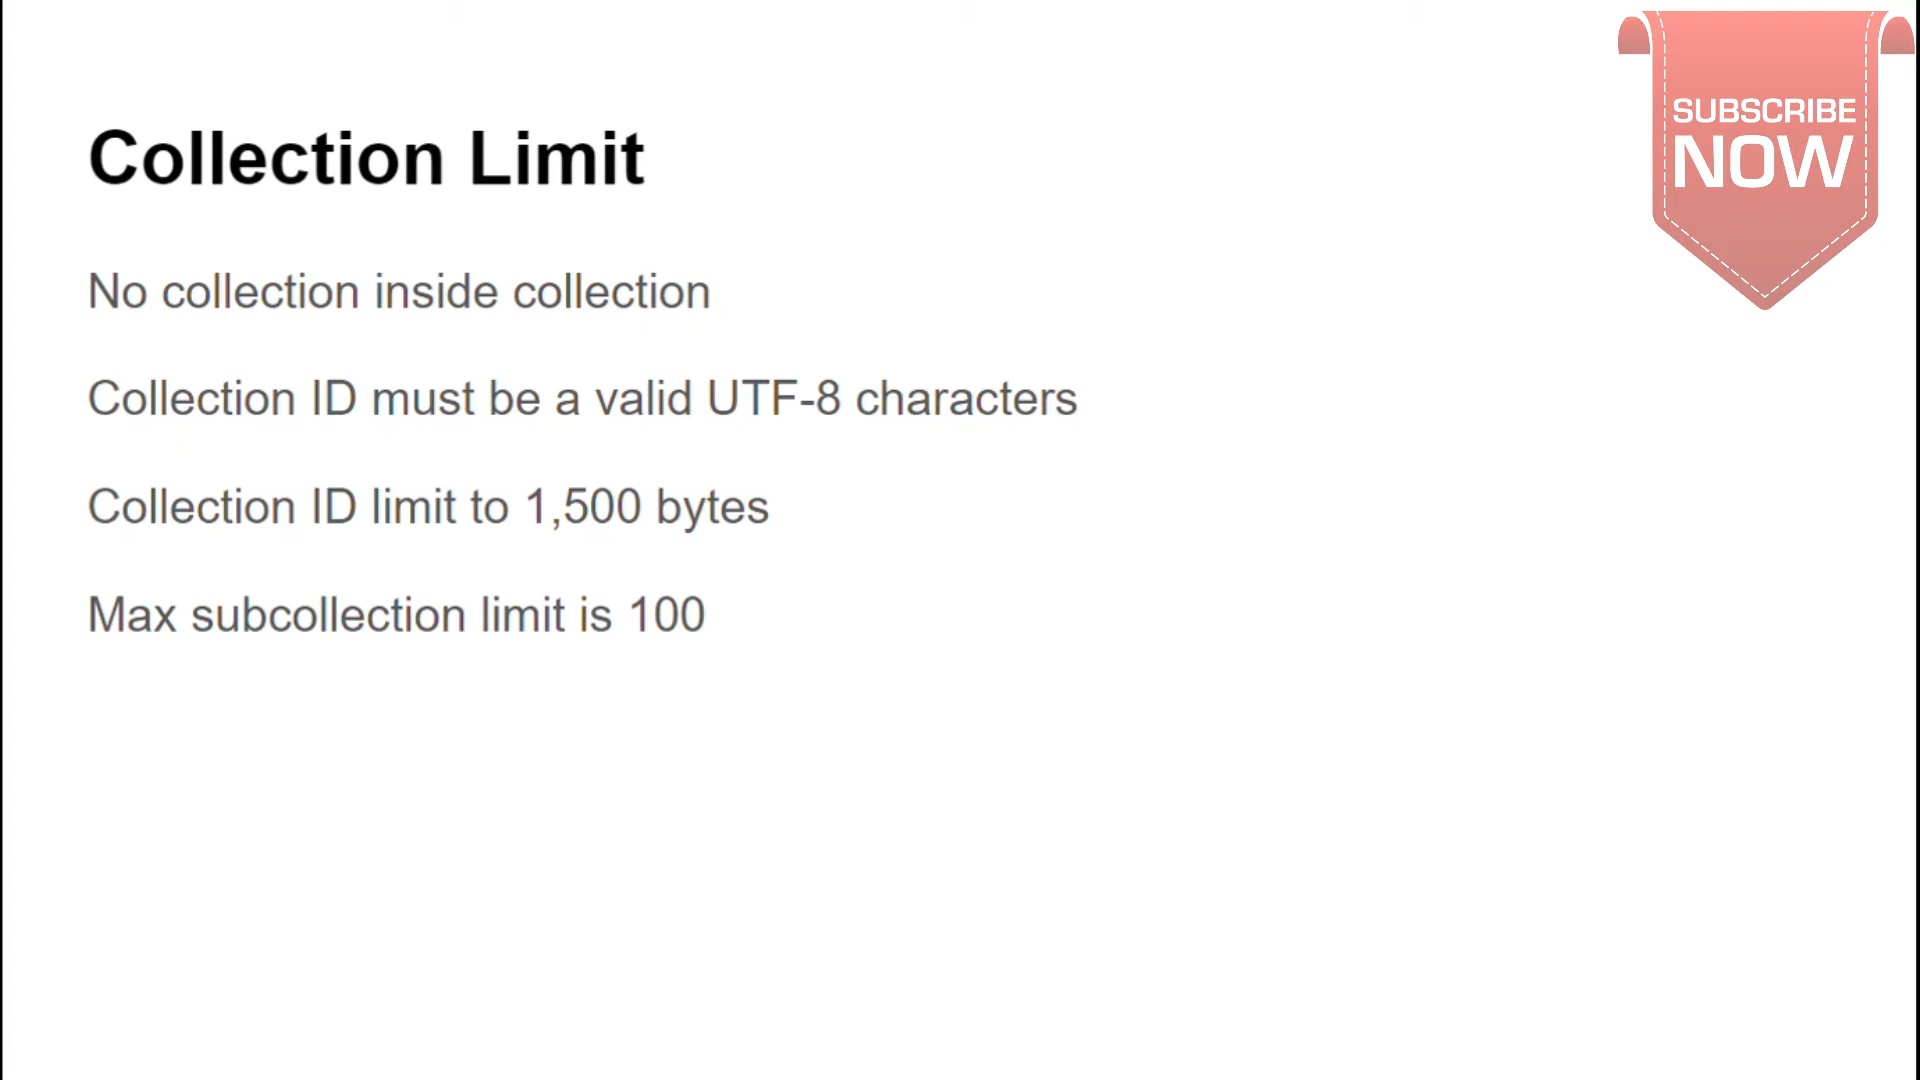 Collection Limit
SUBSCRIBE
NOW
No collection inside collection
Collection ID must be a valid UTF-8 characters
Collection ID limit to 1,500 bytes
Max subcollection limit is 100